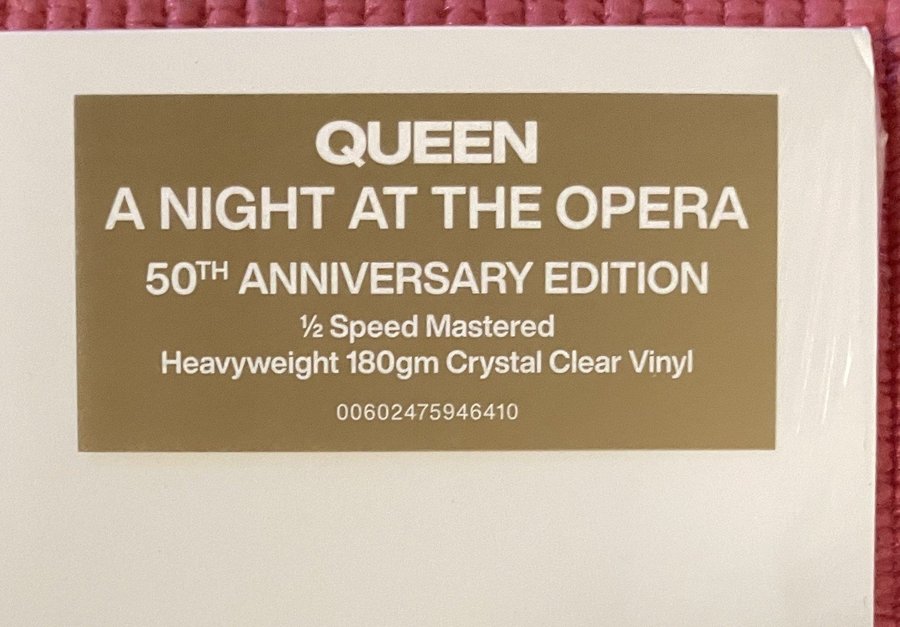 QUEEN
A NIGHT AT THE OPERA
50TH ANNIVERSARY EDITION
½ Speed Mastered
Heavyweight 180gm Crystal Clear Vinyl
00602475946410